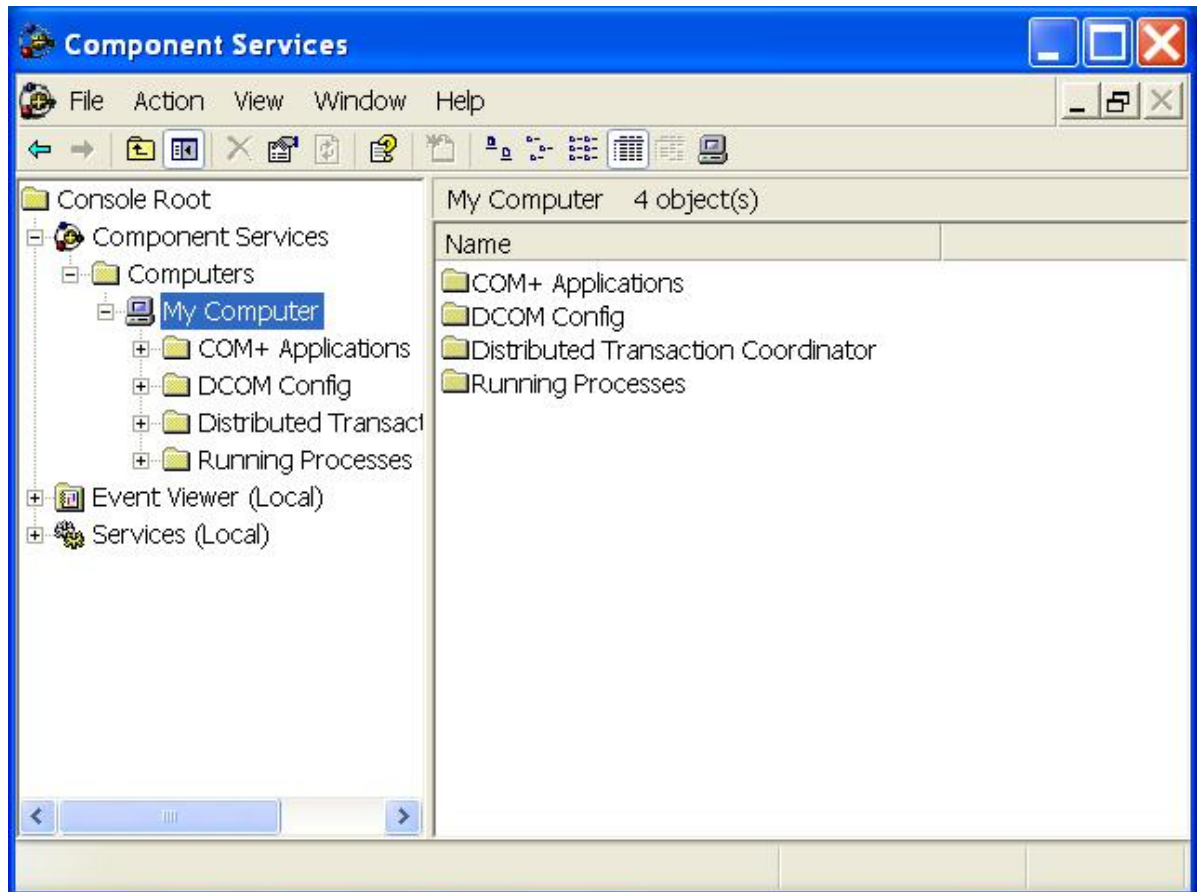 Component Services
File Action View Window Help
Console Root
Component Services
Computers
My Computer
COM+ Applications
DCOM Config
Distributed Transact
Running Processes
Event Viewer (Local)
Services (Local)
My Computer 4 object(s)
Name
COM+ Applications
DCOM Config
Distributed Transaction Coordinator
Running Processes